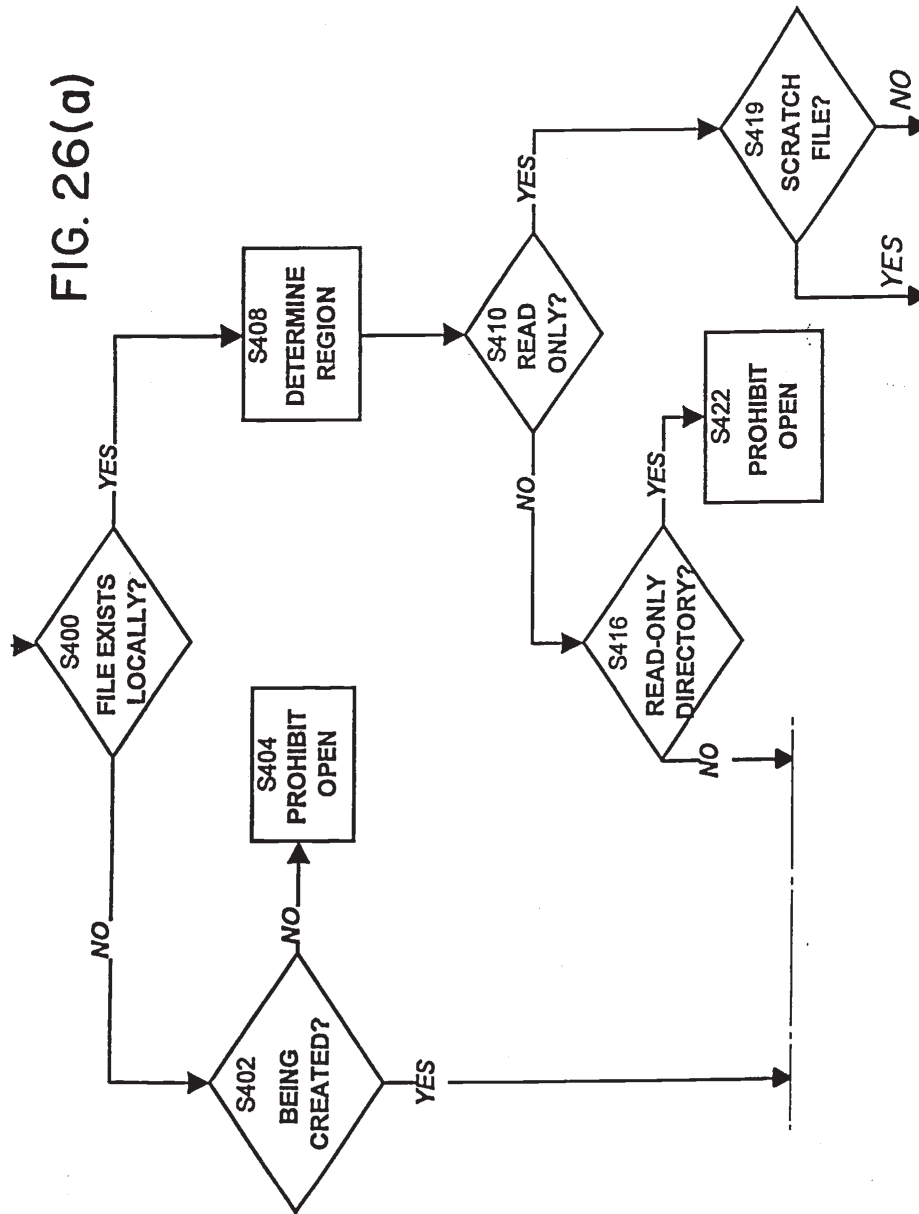 FIG. 26(a)
S400
FILE EXISTS
LOCALLY?
NO
YES
S402
BEING
CREATED?
NO
YES
S404
PROHIBIT
OPEN
S408
DETERMINE
REGION
S410
READ
ONLY?
NO
YES
S416
READ-ONLY
DIRECTORY?
YES
NO
S422
PROHIBIT
OPEN
S419
SCRATCH
FILE?
YES
NO